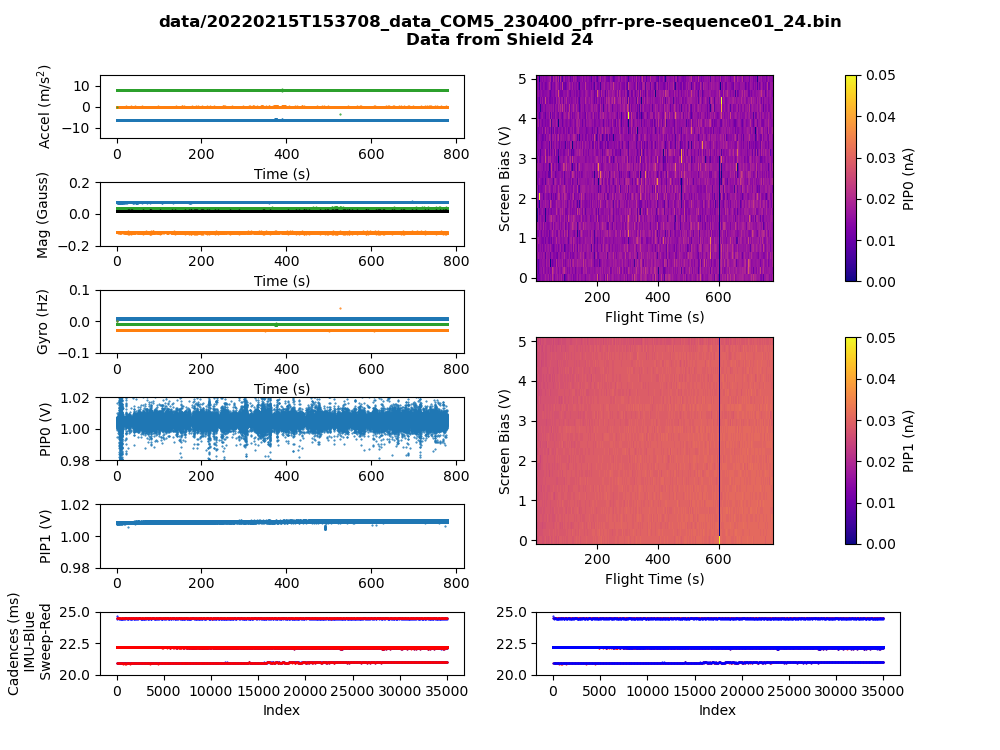 data/20220215T153708_data_COM5_230400_pfrr-pre-sequence01_24.bin
Data from Shield 24
Accel (m/s²)
10
0
−10
0 200 400 600 800
Time (s)
Mag (Gauss)
0.2
0.0
−0.2
0 200 400 600 800
Time (s)
Gyro (Hz)
0.1
0.0
−0.1
0 200 400 600 800
Time (s)
PIP0 (V)
1.02
1.00
0.98
0 200 400 600 800
PIP1 (V)
1.02
1.00
0.98
0 200 400 600 800
Cadences (ms)
IMU-Blue
Sweep-Red
25.0
22.5
20.0
0 5000 10000 15000 20000 25000 30000 35000
Index
Screen Bias (V)
5
4
3
2
1
0
200 400 600
Flight Time (s)
0.05
0.04
0.03
0.02
0.01
0.00
PIP0 (nA)
Screen Bias (V)
5
4
3
2
1
0
200 400 600
Flight Time (s)
0.05
0.04
0.03
0.02
0.01
0.00
PIP1 (nA)
25.0
22.5
20.0
0 5000 10000 15000 20000 25000 30000 35000
Index